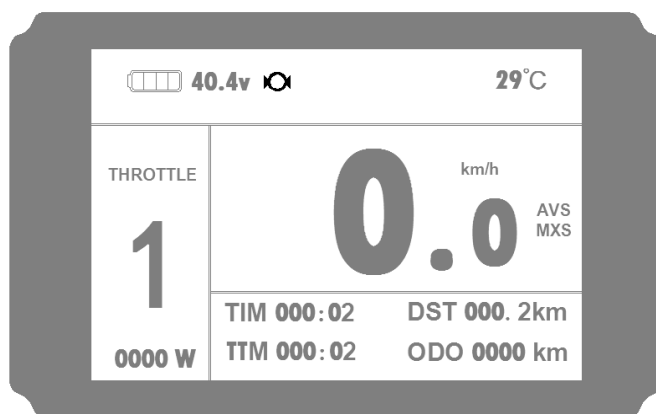 40.4v 29°C
THROTTLE
1
0000 W
km/h
0.0
AVS
MXS
TIM 000:02 DST 000. 2km
TTM 000:02 ODO 0000 km